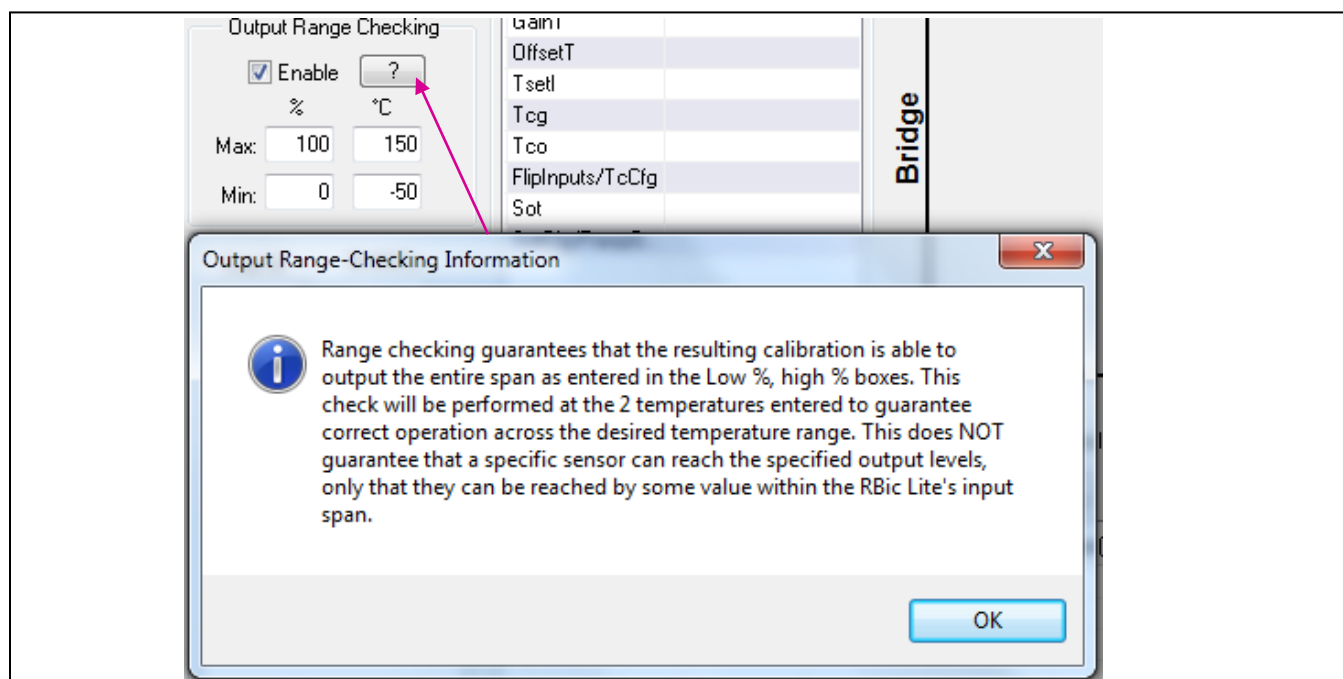 Output Range Checking
Enable ?
% °C
Max: 100 150
Min: 0 -50
GainT
OffsetT
TsetI
Tcg
Tco
FlipInputs/TcCfg
Sot
Bridge
Output Range-Checking Information
Range checking guarantees that the resulting calibration is able to
output the entire span as entered in the Low %, high % boxes. This
check will be performed at the 2 temperatures entered to guarantee
correct operation across the desired temperature range. This does NOT
guarantee that a specific sensor can reach the specified output levels,
only that they can be reached by some value within the RBic Lite's input
span.
OK